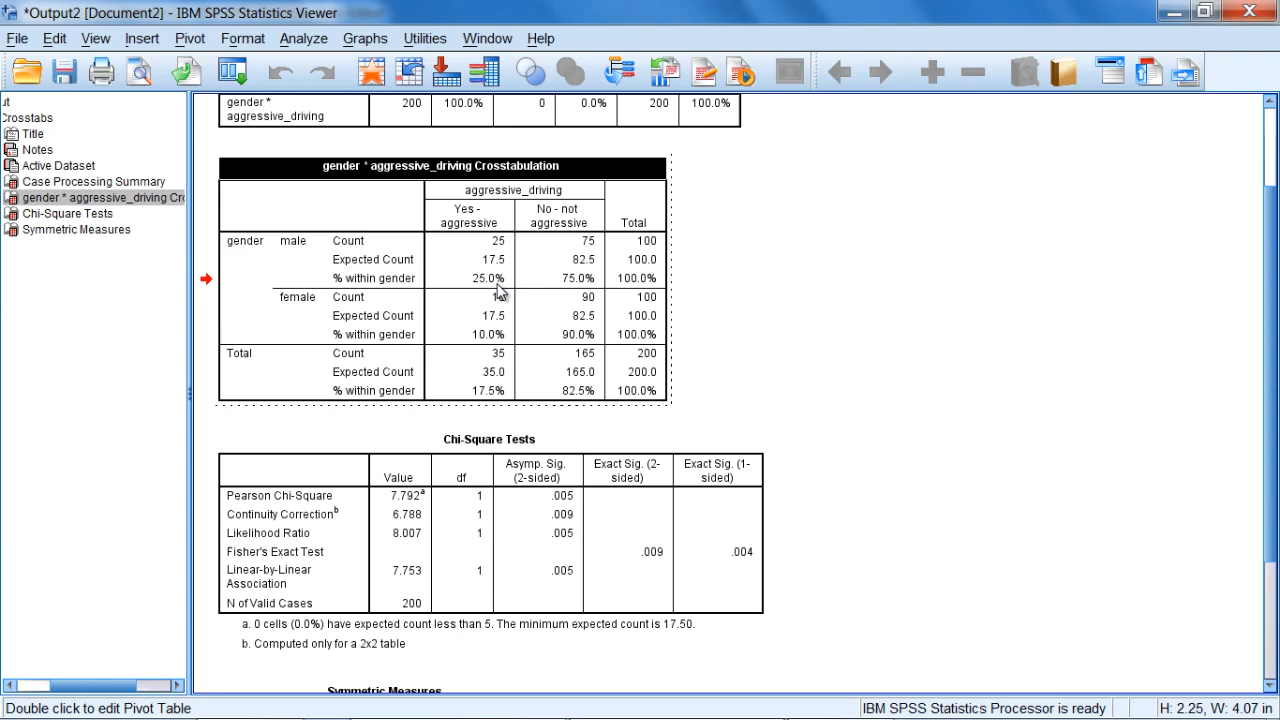 *Output2 [Document2] - IBM SPSS Statistics Viewer
File Edit View Insert Pivot Format Analyze Graphs Utilities Window Help
ut
Crosstabs
Title
Notes
Active Dataset
Case Processing Summary
gender * aggressive_driving Cr
Chi-Square Tests
Symmetric Measures
gender * 200 100.0% 0 0.0% 200 100.0%
aggressive_driving
gender * aggressive_driving Crosstabulation
aggressive_driving
Yes - No - not
aggressive aggressive Total
gender male Count 25 75 100
Expected Count 17.5 82.5 100.0
% within gender 25.0% 75.0% 100.0%
female Count 90 100
Expected Count 17.5 82.5 100.0
% within gender 10.0% 90.0% 100.0%
Total Count 35 165 200
Expected Count 35.0 165.0 200.0
% within gender 17.5% 82.5% 100.0%
Chi-Square Tests
Asymp. Sig. Exact Sig. (2- Exact Sig. (1-
Value df (2-sided) sided) sided)
Pearson Chi-Square 7.792a 1 .005
Continuity Correctionb 6.788 1 .009
Likelihood Ratio 8.007 1 .005
Fisher's Exact Test .009 .004
Linear-by-Linear 7.753 1 .005
Association
N of Valid Cases 200
a. 0 cells (0.0%) have expected count less than 5. The minimum expected count is 17.50.
b. Computed only for a 2x2 table
Symmetric Measures
Double click to edit Pivot Table IBM SPSS Statistics Processor is ready H: 2.25, W: 4.07 in